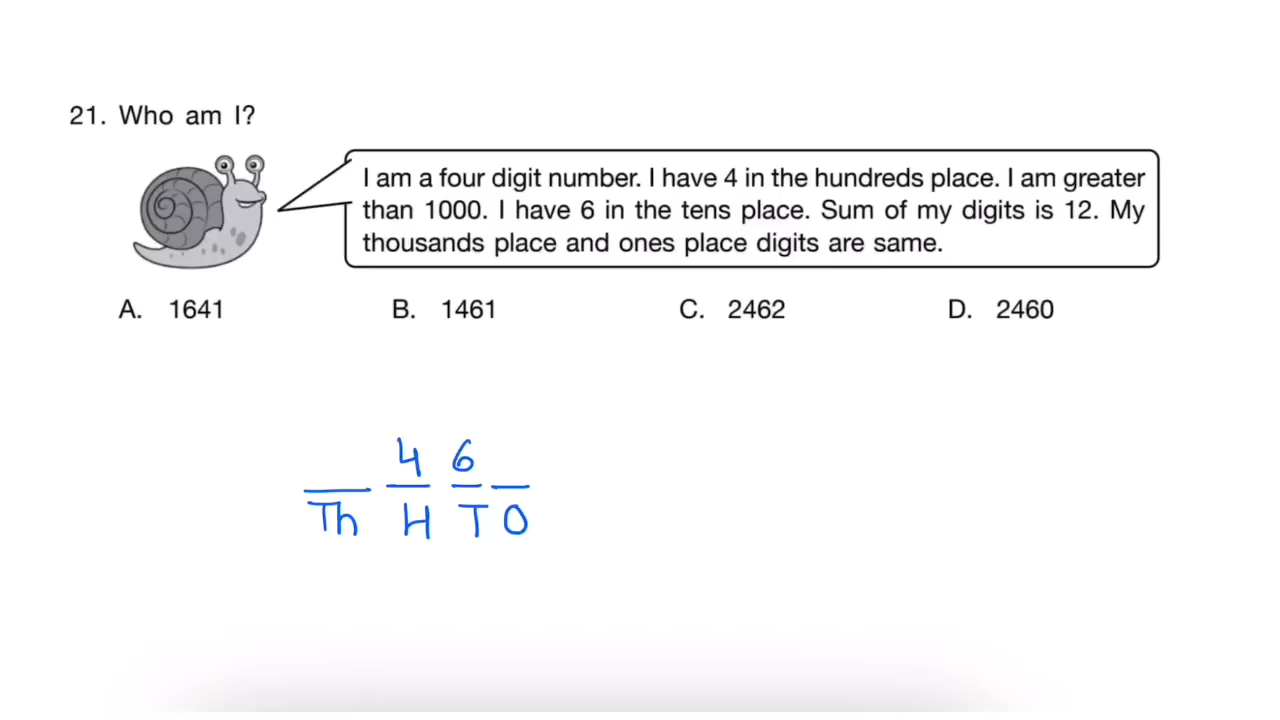 21. Who am I?
I am a four digit number. I have 4 in the hundreds place. I am greater
than 1000. I have 6 in the tens place. Sum of my digits is 12. My
thousands place and ones place digits are same.
A. 1641 B. 1461 C. 2462 D. 2460
4 6
Th H T O